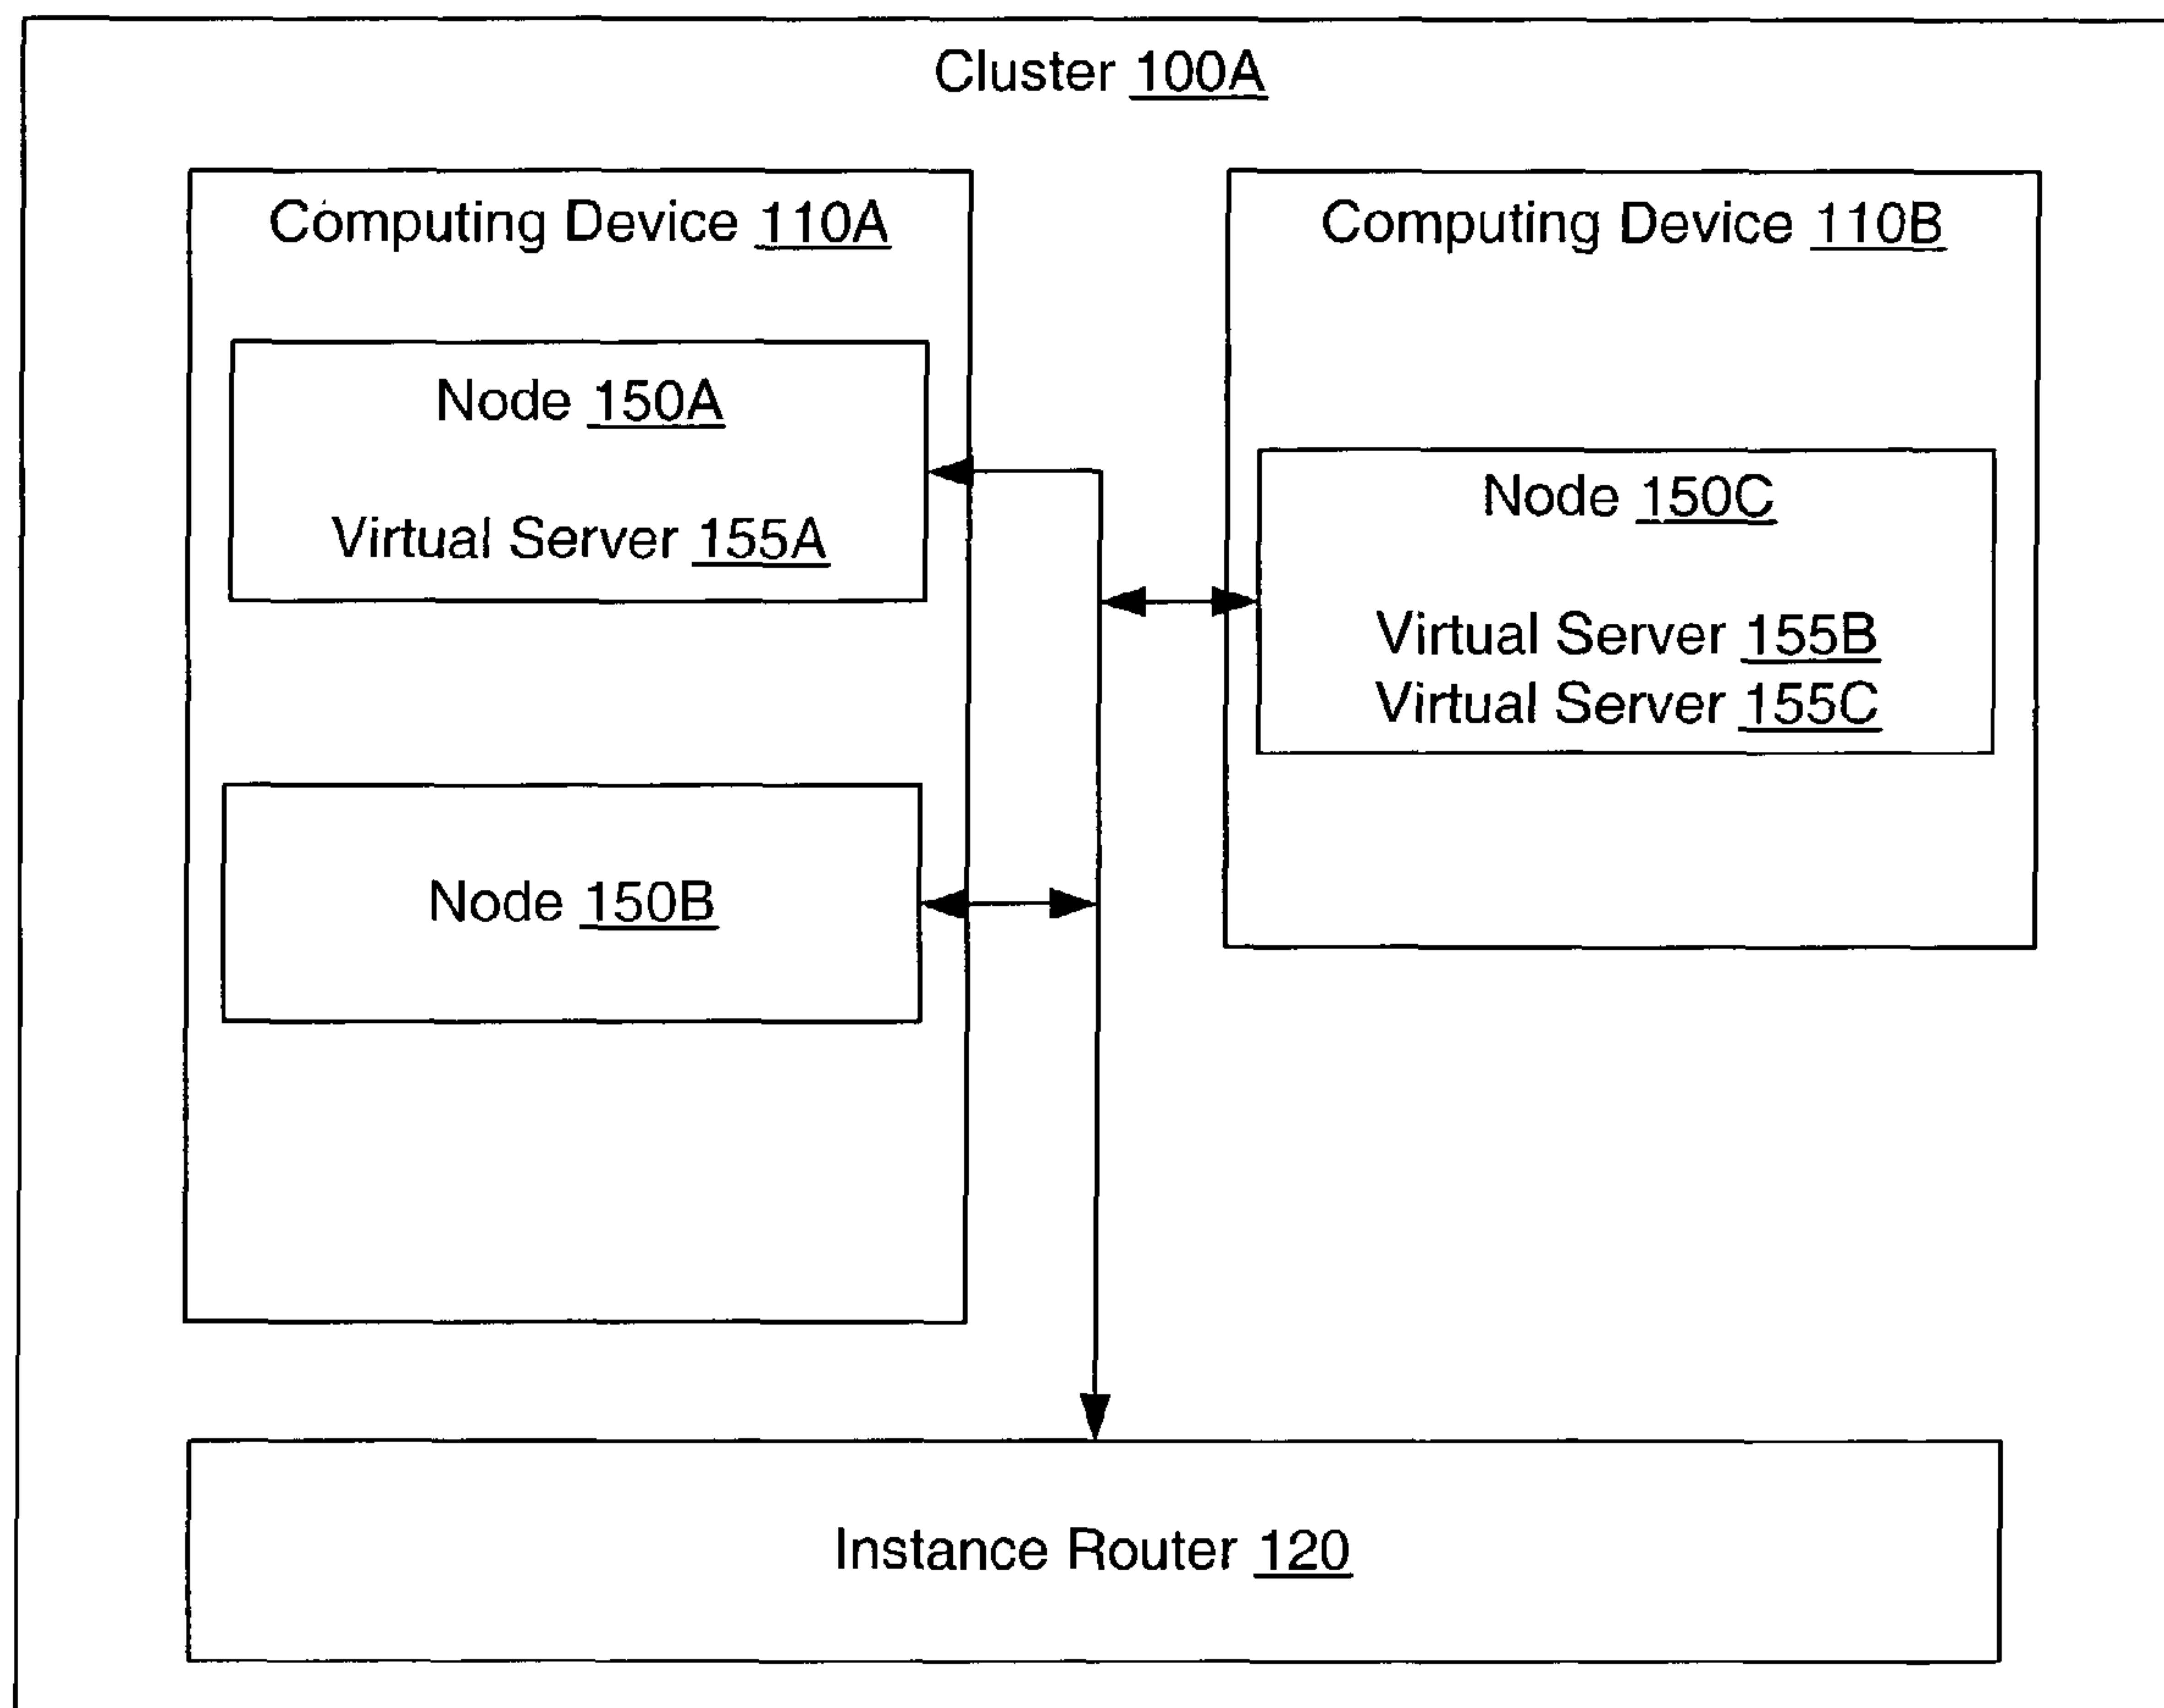 Cluster 100A
Computing Device 110A
Node 150A
Virtual Server 155A
Node 150B
Computing Device 110B
Node 150C
Virtual Server 155B
Virtual Server 155C
Instance Router 120